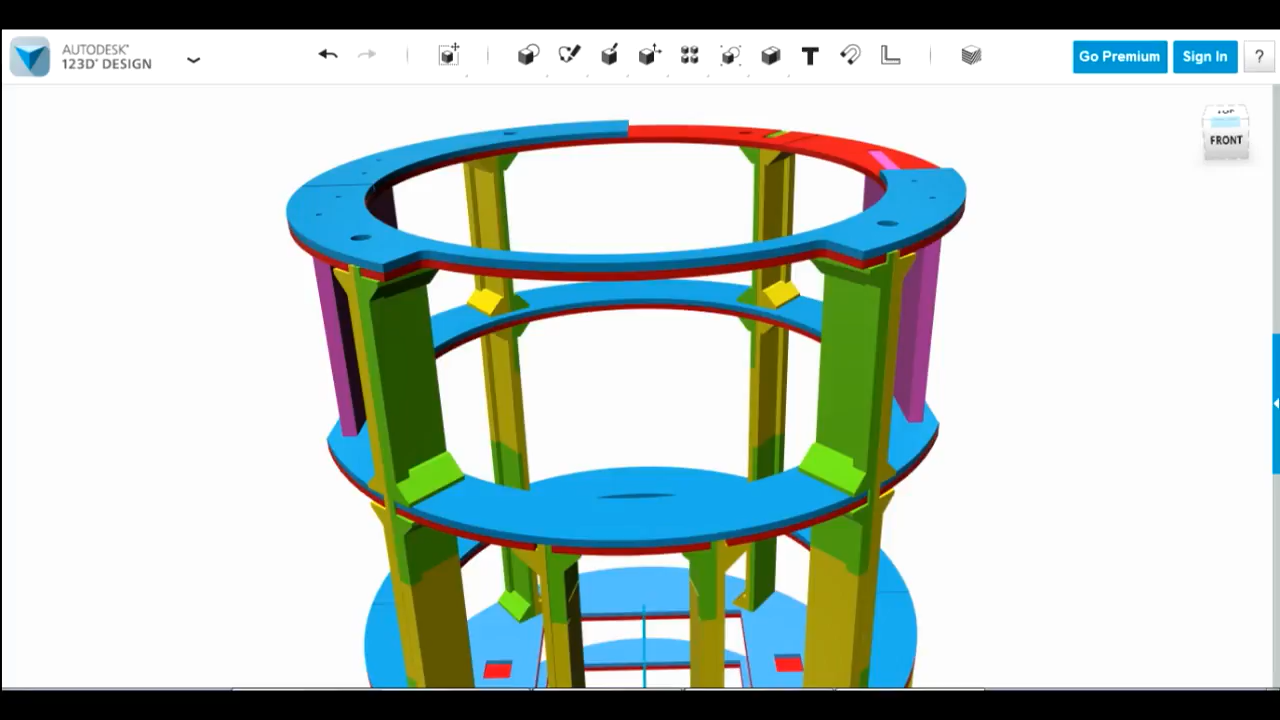 AUTODESK®
123D® DESIGN
T
Go Premium
Sign In
?
TOP
FRONT